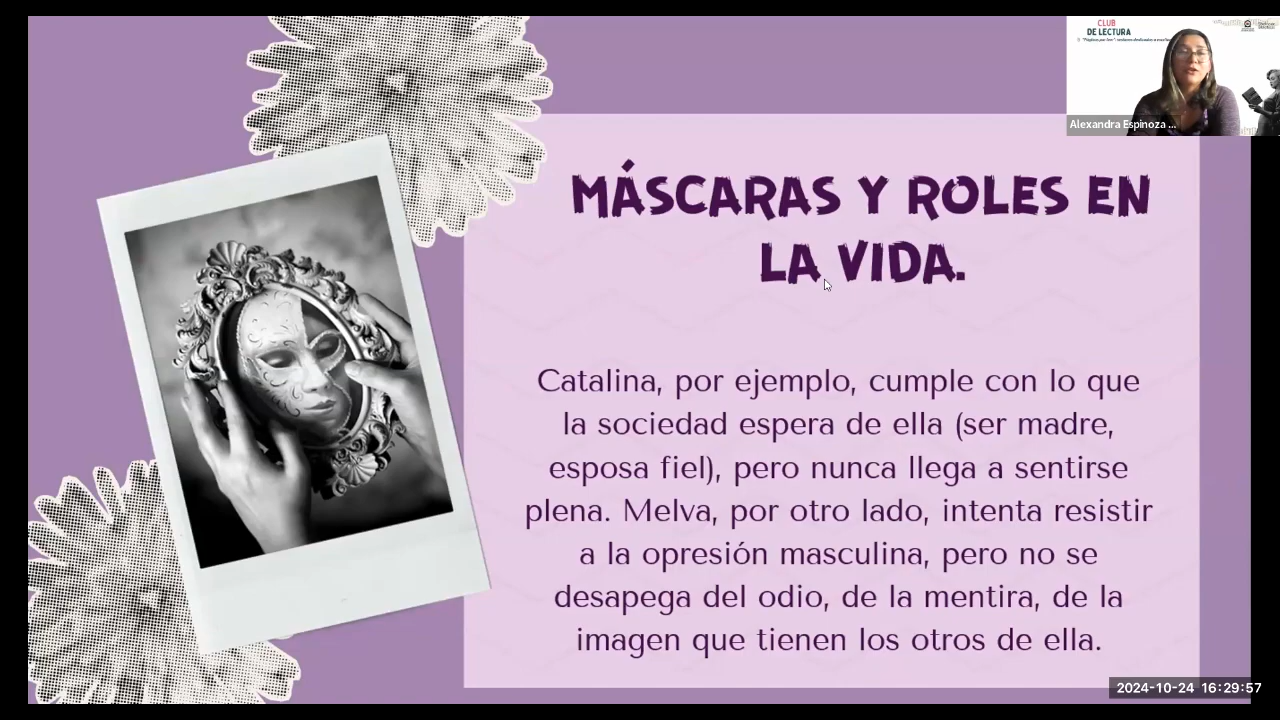 CLUB
DE LECTURA
Alexandra Espinoza ...
MÁSCARAS Y ROLES EN
LA VIDA.
Catalina, por ejemplo, cumple con lo que
la sociedad espera de ella (ser madre,
esposa fiel), pero nunca llega a sentirse
plena. Melva, por otro lado, intenta resistir
a la opresión masculina, pero no se
desapega del odio, de la mentira, de la
imagen que tienen los otros de ella.
2024-10-24 16:29:57